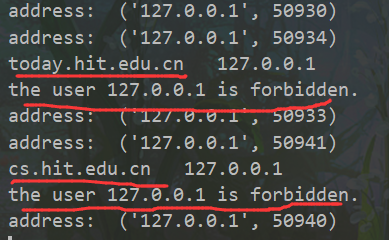 address:  ('127.0.0.1', 50930)
address:  ('127.0.0.1', 50934)
today.hit.edu.cn   127.0.0.1
the user 127.0.0.1 is forbidden.
address:  ('127.0.0.1', 50933)
address:  ('127.0.0.1', 50941)
cs.hit.edu.cn   127.0.0.1
the user 127.0.0.1 is forbidden.
address:  ('127.0.0.1', 50940)